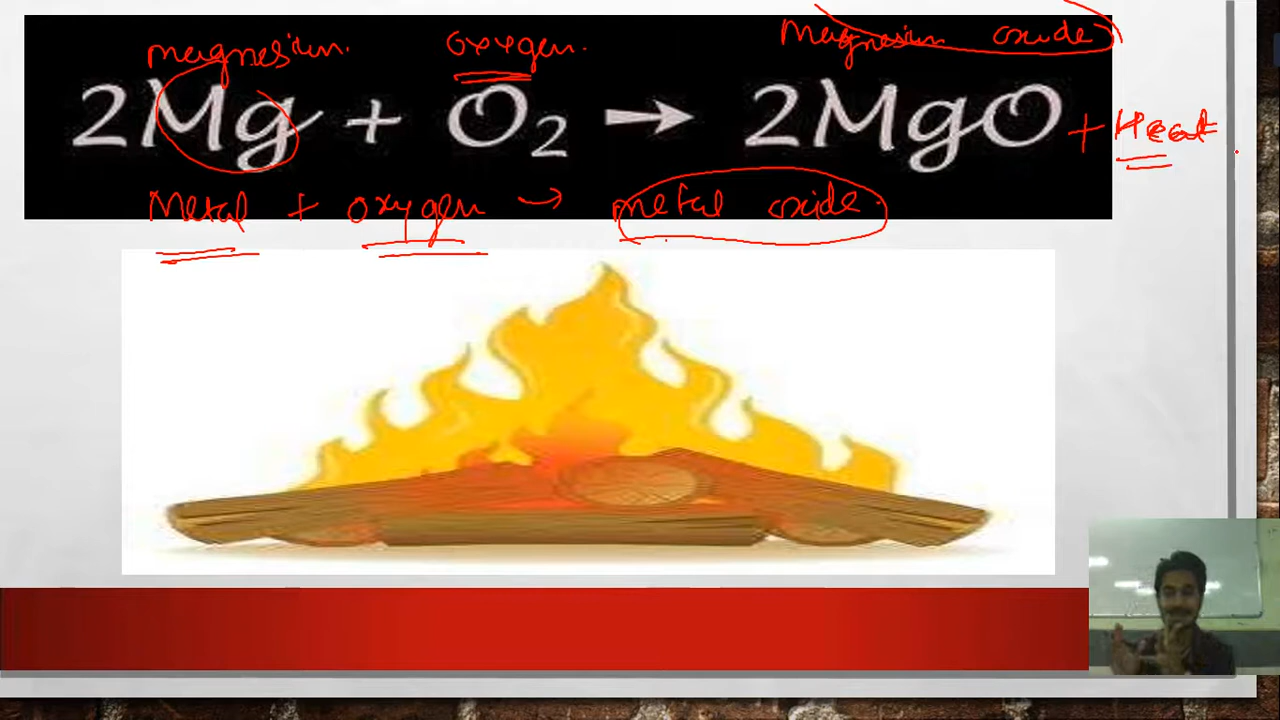 magnesium. oxygen. Magnesium oxide
2Mg + O₂ → 2MgO + Heat
Metal + oxygen → metal oxide.